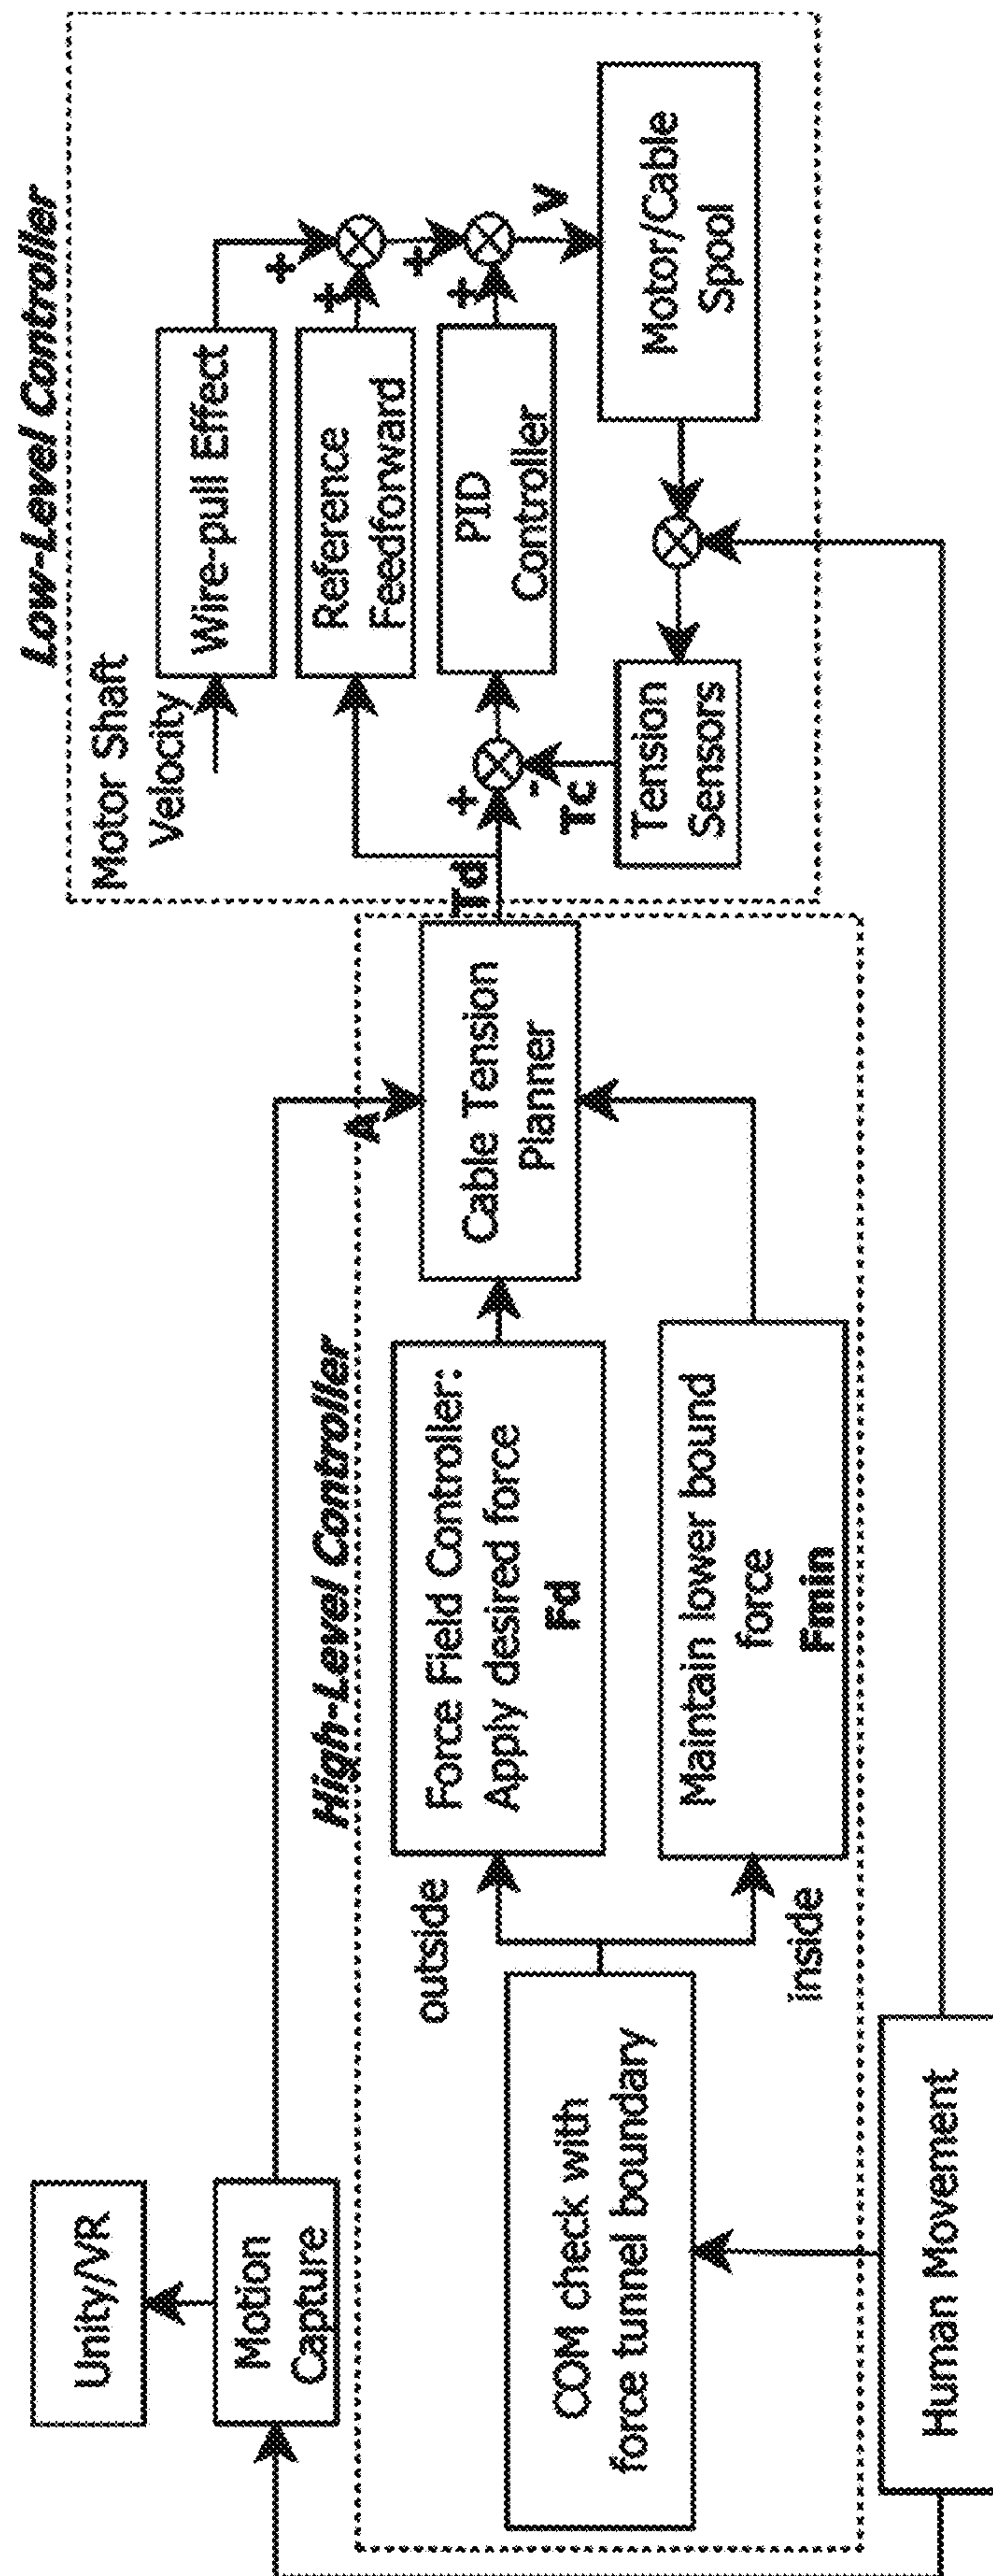 Unity/VR
Motion
Capture
High-Level Controller
COM check with
force tunnel boundary
outside
inside
Force Field Controller:
Apply desired force
Fd
Maintain lower bound
force
Fmin
A
Cable Tension
Planner
Human Movement
Low-Level Controller
Motor Shaft
Velocity
Wire-pull Effect
Reference
Feedforward
PID
Controller
Td
+
-
Tc
Tension
Sensors
+
+
+
+
V
Motor/Cable
Spool